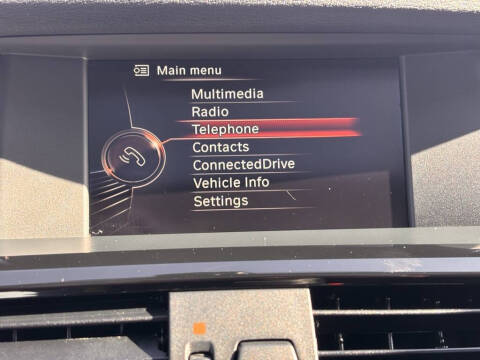 Main menu
Multimedia
Radio
Telephone
Contacts
ConnectedDrive
Vehicle Info
Settings